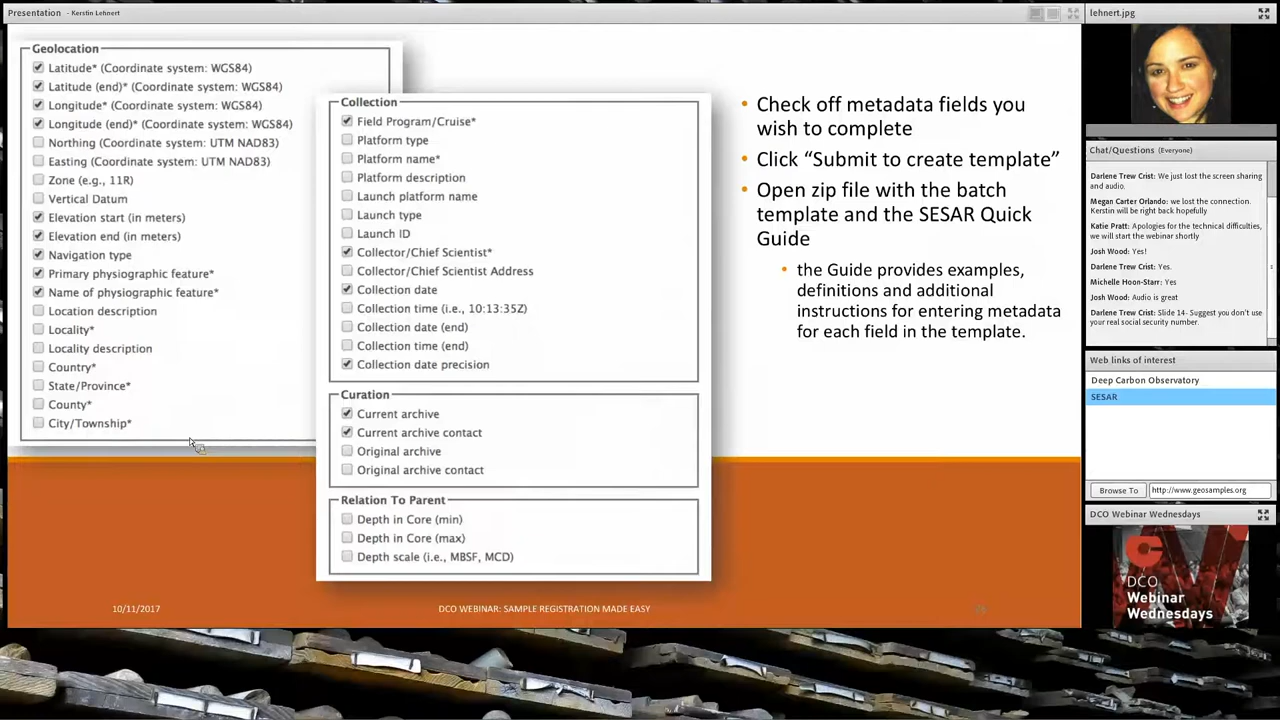 Presentation - Kerstin Lehnert
Geolocation
Latitude* (Coordinate system: WGS84)
Latitude (end)* (Coordinate system: WGS84)
Longitude* (Coordinate system: WGS84)
Longitude (end)* (Coordinate system: WGS84)
Northing (Coordinate system: UTM NAD83)
Easting (Coordinate system: UTM NAD83)
Zone (e.g., 11R)
Vertical Datum
Elevation start (in meters)
Elevation end (in meters)
Navigation type
Primary physiographic feature*
Name of physiographic feature*
Location description
Locality*
Locality description
Country*
State/Province*
County*
City/Township*
Collection
Field Program/Cruise*
Platform type
Platform name*
Platform description
Launch platform name
Launch type
Launch ID
Collector/Chief Scientist*
Collector/Chief Scientist Address
Collection date
Collection time (i.e., 10:13:35Z)
Collection date (end)
Collection time (end)
Collection date precision
Curation
Current archive
Current archive contact
Original archive
Original archive contact
Relation To Parent
Depth in Core (min)
Depth in Core (max)
Depth scale (i.e., MBSF, MCD)
• Check off metadata fields you
wish to complete
• Click “Submit to create template”
• Open zip file with the batch
template and the SESAR Quick
Guide
• the Guide provides examples,
definitions and additional
instructions for entering metadata
for each field in the template.
10/11/2017
DCO WEBINAR: SAMPLE REGISTRATION MADE EASY
lehnert.jpg
Chat/Questions (Everyone)
Darlene Trew Crist: We just lost the screen sharing
and audio.
Megan Carter Orlando: we lost the connection.
Kerstin will be right back hopefully
Katie Pratt: Apologies for the technical difficulties,
we will start the webinar shortly
Josh Wood: Yes!
Darlene Trew Crist: Yes.
Michelle Hoon-Starr: Yes
Josh Wood: Audio is great
Darlene Trew Crist: Slide 14- Suggest you don't use
your real social security number.
Web links of interest
Deep Carbon Observatory
SESAR
Browse To
http://www.geosamples.org
DCO Webinar Wednesdays
DCO
Webinar
Wednesdays